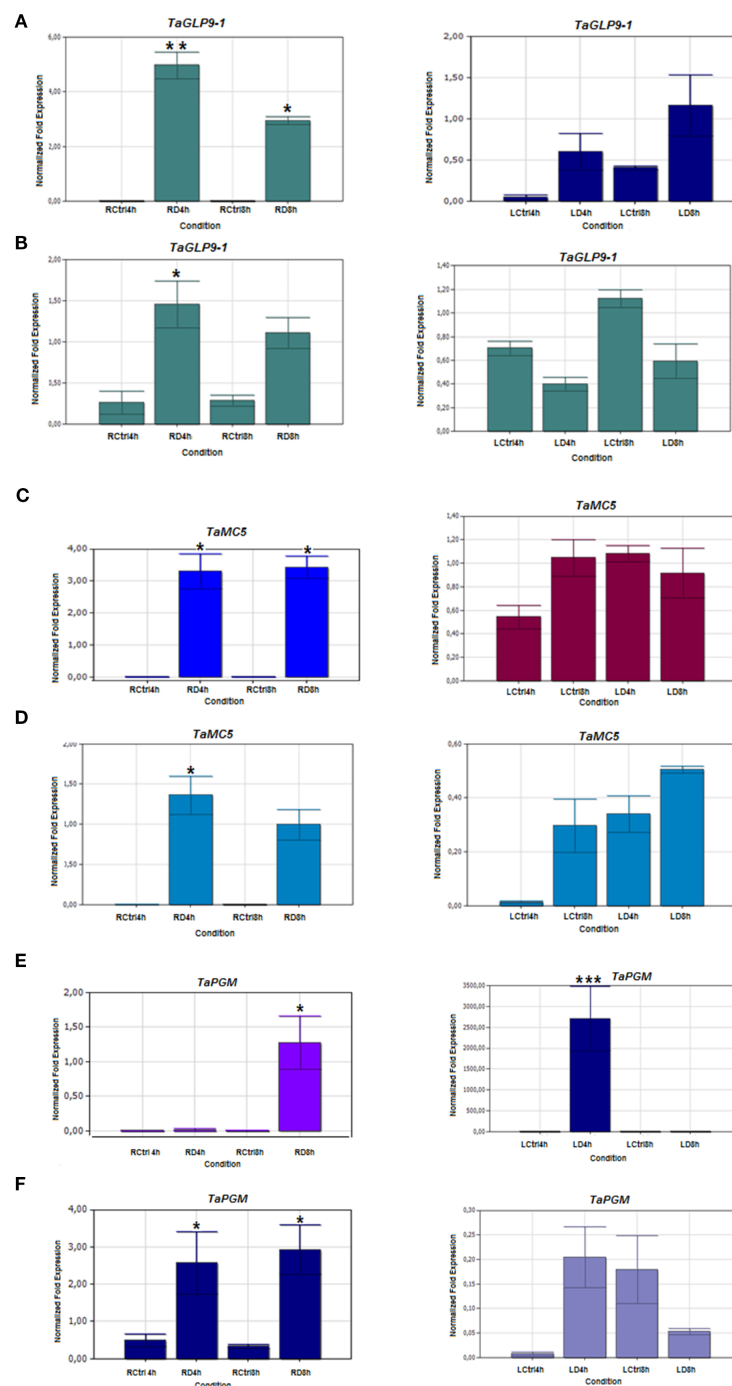 A
TaGLP9-1
Normalized Fold Expression
6,00
4,00
2,00
0,00
**
*
RCtrl4h RD4h RCtrl8h RD8h
Condition
TaGLP9-1
Normalized Fold Expression
2,00
1,50
1,00
0,50
0,00
LCtrl4h LD4h LCtrl8h LD8h
Condition
B
TaGLP9-1
Normalized Fold Expression
2,00
1,50
1,00
0,50
0,00
*
RCtrl4h RD4h RCtrl8h RD8h
Condition
TaGLP9-1
Normalized Fold Expression
1,40
1,20
1,00
0,80
0,60
0,40
0,20
0,00
LCtrl4h LD4h LCtrl8h LD8h
Condition
C
TaMC5
Normalized Fold Expression
4,00
3,00
2,00
1,00
0,00
*
*
RCtrl4h RD4h RCtrl8h RD8h
Condition
TaMC5
Normalized Fold Expression
1,40
1,20
1,00
0,80
0,60
0,40
0,20
0,00
LCtrl4h LCtrl8h LD4h LD8h
Condition
D
TaMC5
Normalized Fold Expression
2,00
1,50
1,00
0,50
0,00
*
RCtrl4h RD4h RCtrl8h RD8h
Condition
TaMC5
Normalized Fold Expression
0,60
0,40
0,20
0,00
LCtrl4h LCtrl8h LD4h LD8h
Condition
E
TaPGM
Normalized Fold Expression
2,00
1,00
0,50
0,00
*
RCtrl 4h RD4h RCtrl8h RD8h
Condition
TaPGM
Normalized Fold Expression
3500,00
3000,00
2500,00
2000,00
1500,00
1000,00
500,00
0,00
***
LCtrl4h LD4h LCtrl8h LD8h
Condition
F
TaPGM
Normalized Fold Expression
4,00
3,00
2,00
1,00
0,00
*
*
RCtrl 4h RD4h RCtrl8h RD8h
Condition
TaPGM
Normalized Fold Expression
0,30
0,25
0,20
0,15
0,10
0,05
0,00
LCtrl4h LD4h LCtrl8h LD8h
Condition